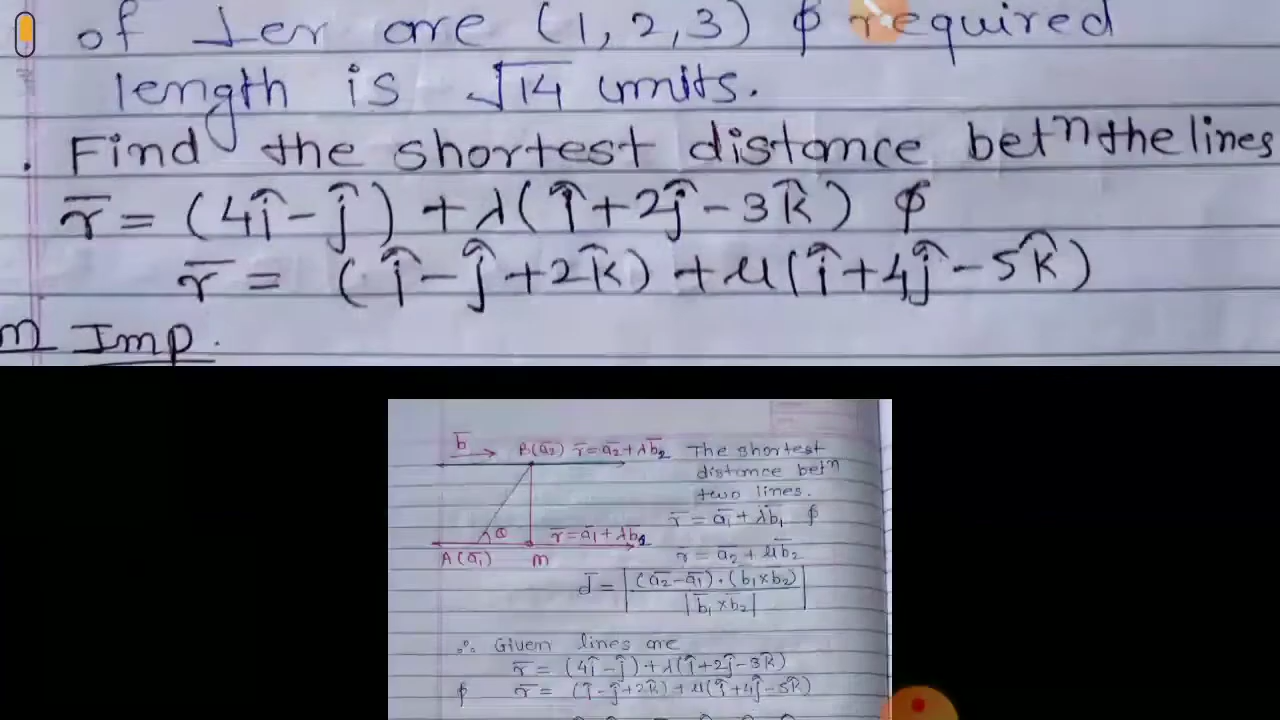 of ⊥er are (1, 2, 3) & required
length is √14 units.
. Find the shortest distance betⁿ the lines
r̄ = (4î - ĵ) + λ(î + 2ĵ - 3k̂) &
r̄ = (î - ĵ + 2k̂) + μ(î + 4ĵ - 5k̂)
m Imp.
b̄ B(ā₂) r̄ = ā₂ + λb̄₂ The shortest
distance betⁿ
two lines.
θ r̄ = ā₁ + λb̄₁ r̄ = ā₁ + λb̄₁ &
A(ā₁) m r̄ = ā₂ + μb̄₂
d̄ = |(ā₂ - ā₁) · (b₁ × b̄₂) / |b̄₁ × b̄₂||
∴ Given lines are
r̄ = (4î - ĵ) + λ(î + 2ĵ - 3k̂)
& r̄ = (î - ĵ + 2k̂) + μ(î + 4ĵ - 5k̂)